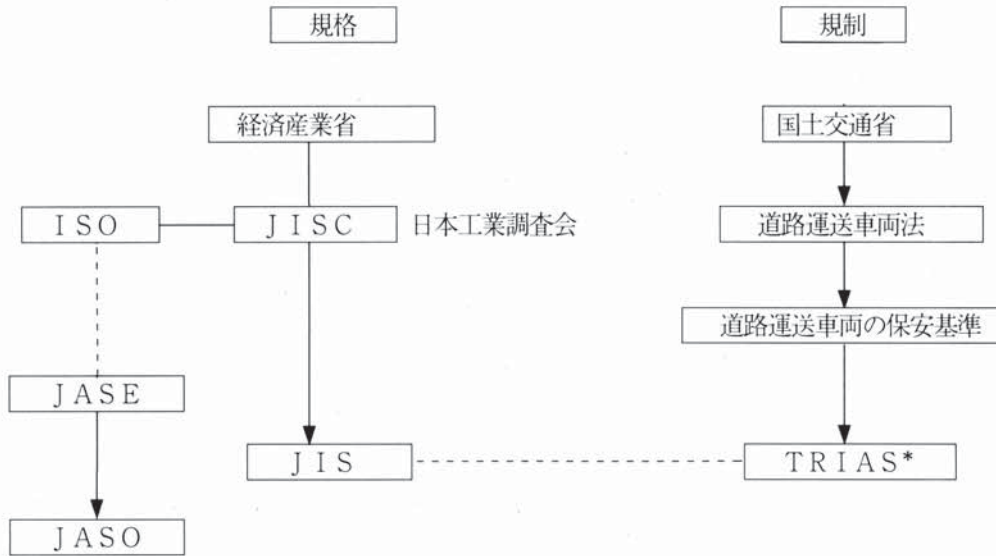 規格
規制
経済産業省
国土交通省
ISO
JISC
日本工業調査会
道路運送車両法
道路運送車両の保安基準
JASE
JIS
TRIAS*
JASO